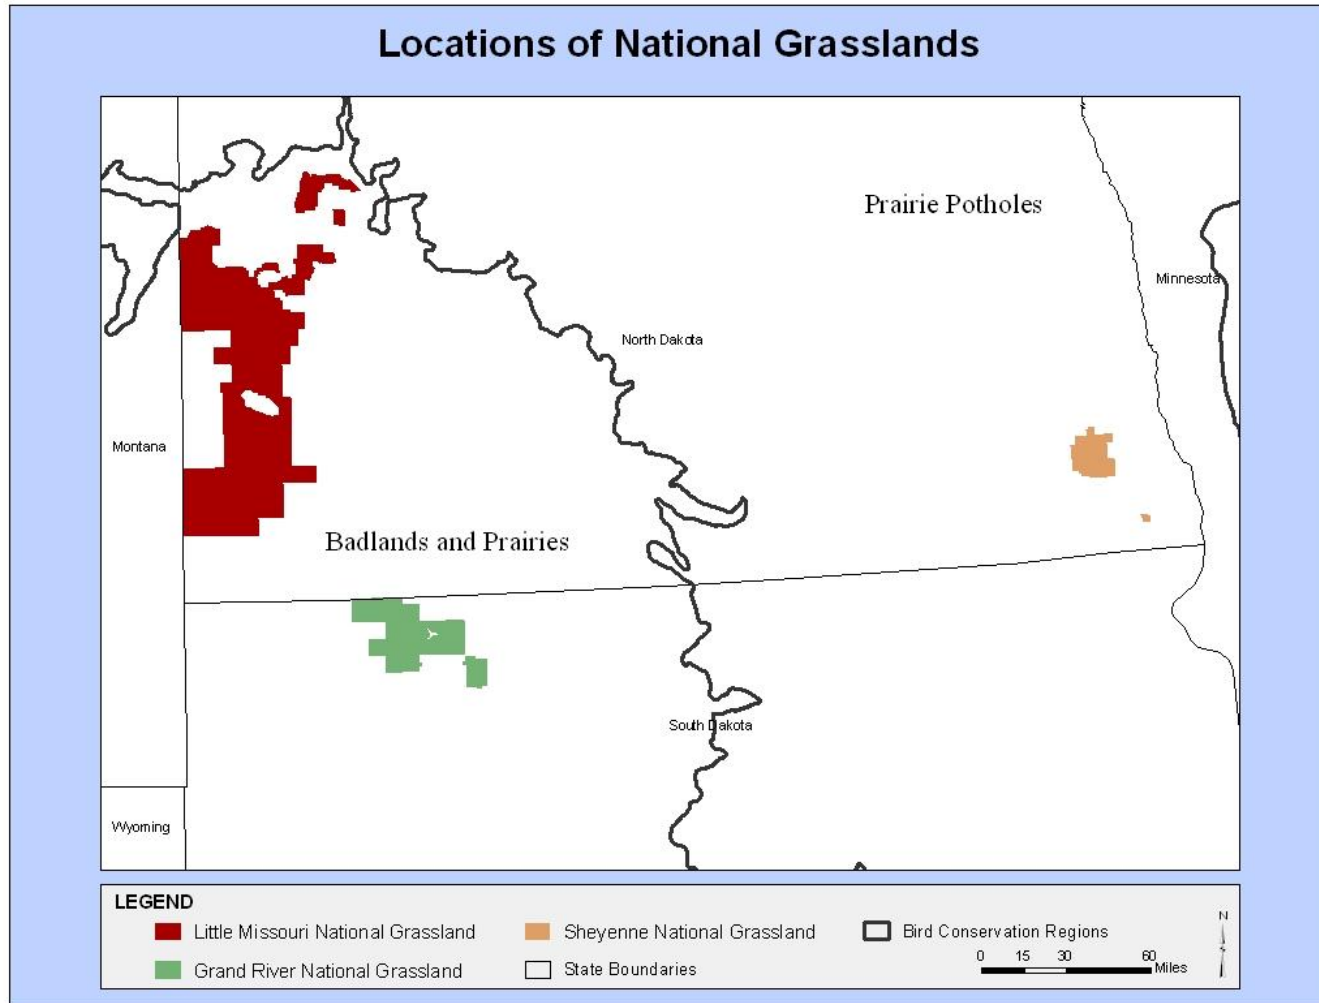 Locations of National Grasslands
Prairie Potholes
Minnesota
North Dakota
Montana
Badlands and Prairies
South Dakota
Wyoming
LEGEND
Little Missouri National Grassland
Sheyenne National Grassland
Bird Conservation Regions
Grand River National Grassland
State Boundaries
0 15 30 60
Miles
N
S